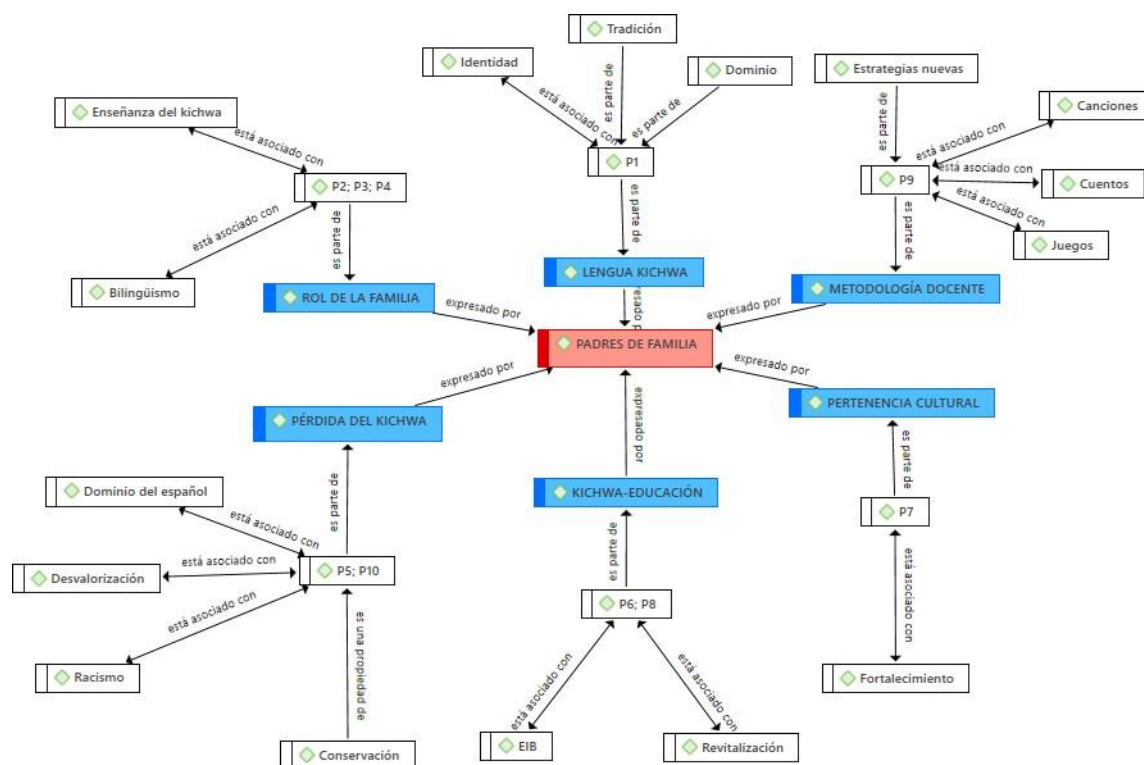 Tradición
Identidad
Dominio
Estrategias nuevas
Enseñanza del kichwa
Canciones
es parte de
está asociado con
es parte de
es parte de
está asociado con
está asociado con
P1
P2; P3; P4
P9
está asociado con
Cuentos
está asociado con
es parte de
está asociado con
es parte de
es parte de
Juegos
Bilingüismo
LENGUA KICHWA
ROL DE LA FAMILIA
METODOLOGÍA DOCENTE
expresado por
expresado por
PADRES DE FAMILIA
expresado por
expresado por
PERTENENCIA CULTURAL
PÉRDIDA DEL KICHWA
expresado por
es parte de
es parte de
Dominio del español
KICHWA-EDUCACIÓN
P7
está asociado con
es parte de
está asociado con
Desvalorización
P5; P10
P6; P8
está asociado con
está asociado con
es una propiedad de
está asociado con
está asociado con
Racismo
Fortalecimiento
Conservación
EIB
Revitalización